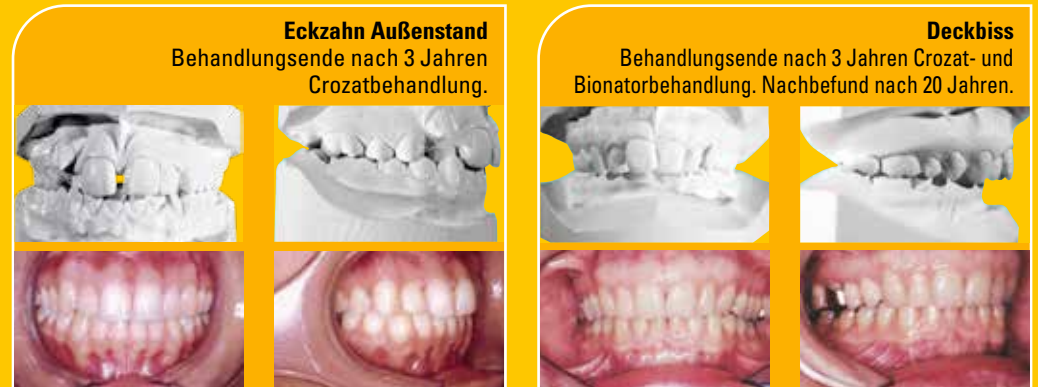 Eckzahn Außenstand
Behandlungsende nach 3 Jahren
Crozatbehandlung.
Deckbiss
Behandlungsende nach 3 Jahren Crozat- und
Bionatorbehandlung. Nachbefund nach 20 Jahren.